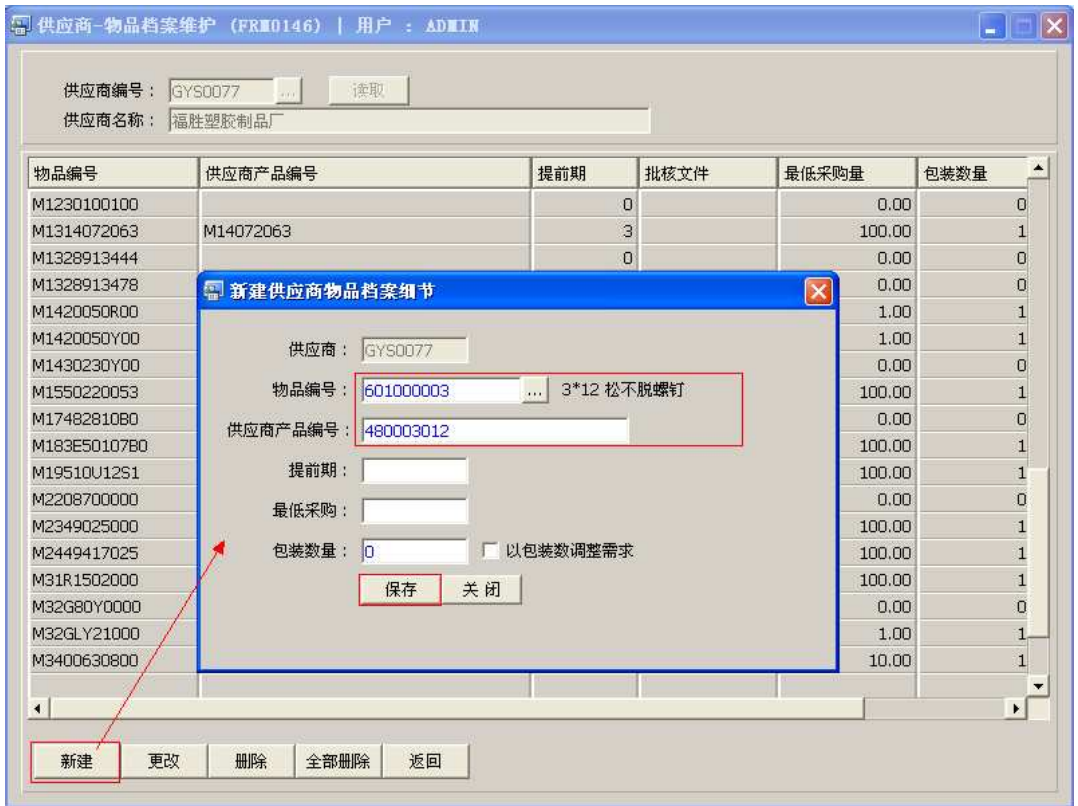 供应商-物品档案维护 (FRM0146) | 用户 : ADMIN
供应商编号： GYS0077 ... 读取
供应商名称： 福胜塑胶制品厂
物品编号 供应商产品编号 提前期 批核文件 最低采购量 包装数量
M1230100100 0 0.00 0
M1314072063 M14072063 3 100.00 1
M1328913444 0 0.00 0
M1328913478 0.00 0
新建供应商物品档案细节
M1420050R00 1.00 1
供应商： GYS0077
M1420050Y00 1.00 1
M1430230Y00 0.00 0
物品编号： 601000003 ... 3*12 松不脱螺钉
M1550220053 100.00 1
M17482810B0 0.00 0
供应商产品编号： 480003012
M183E50107B0 100.00 1
提前期：
M19510U12S1 100.00 1
M2208700000 0.00 0
最低采购：
M2349025000 100.00 1
包装数量： 0 以包装数调整需求
M2449417025 100.00 1
M31R1502000 100.00 1
保存 关闭
M32G80Y0000 0.00 0
M32GLY21000 1.00 1
M3400630800 10.00 1
新建 更改 删除 全部删除 返回